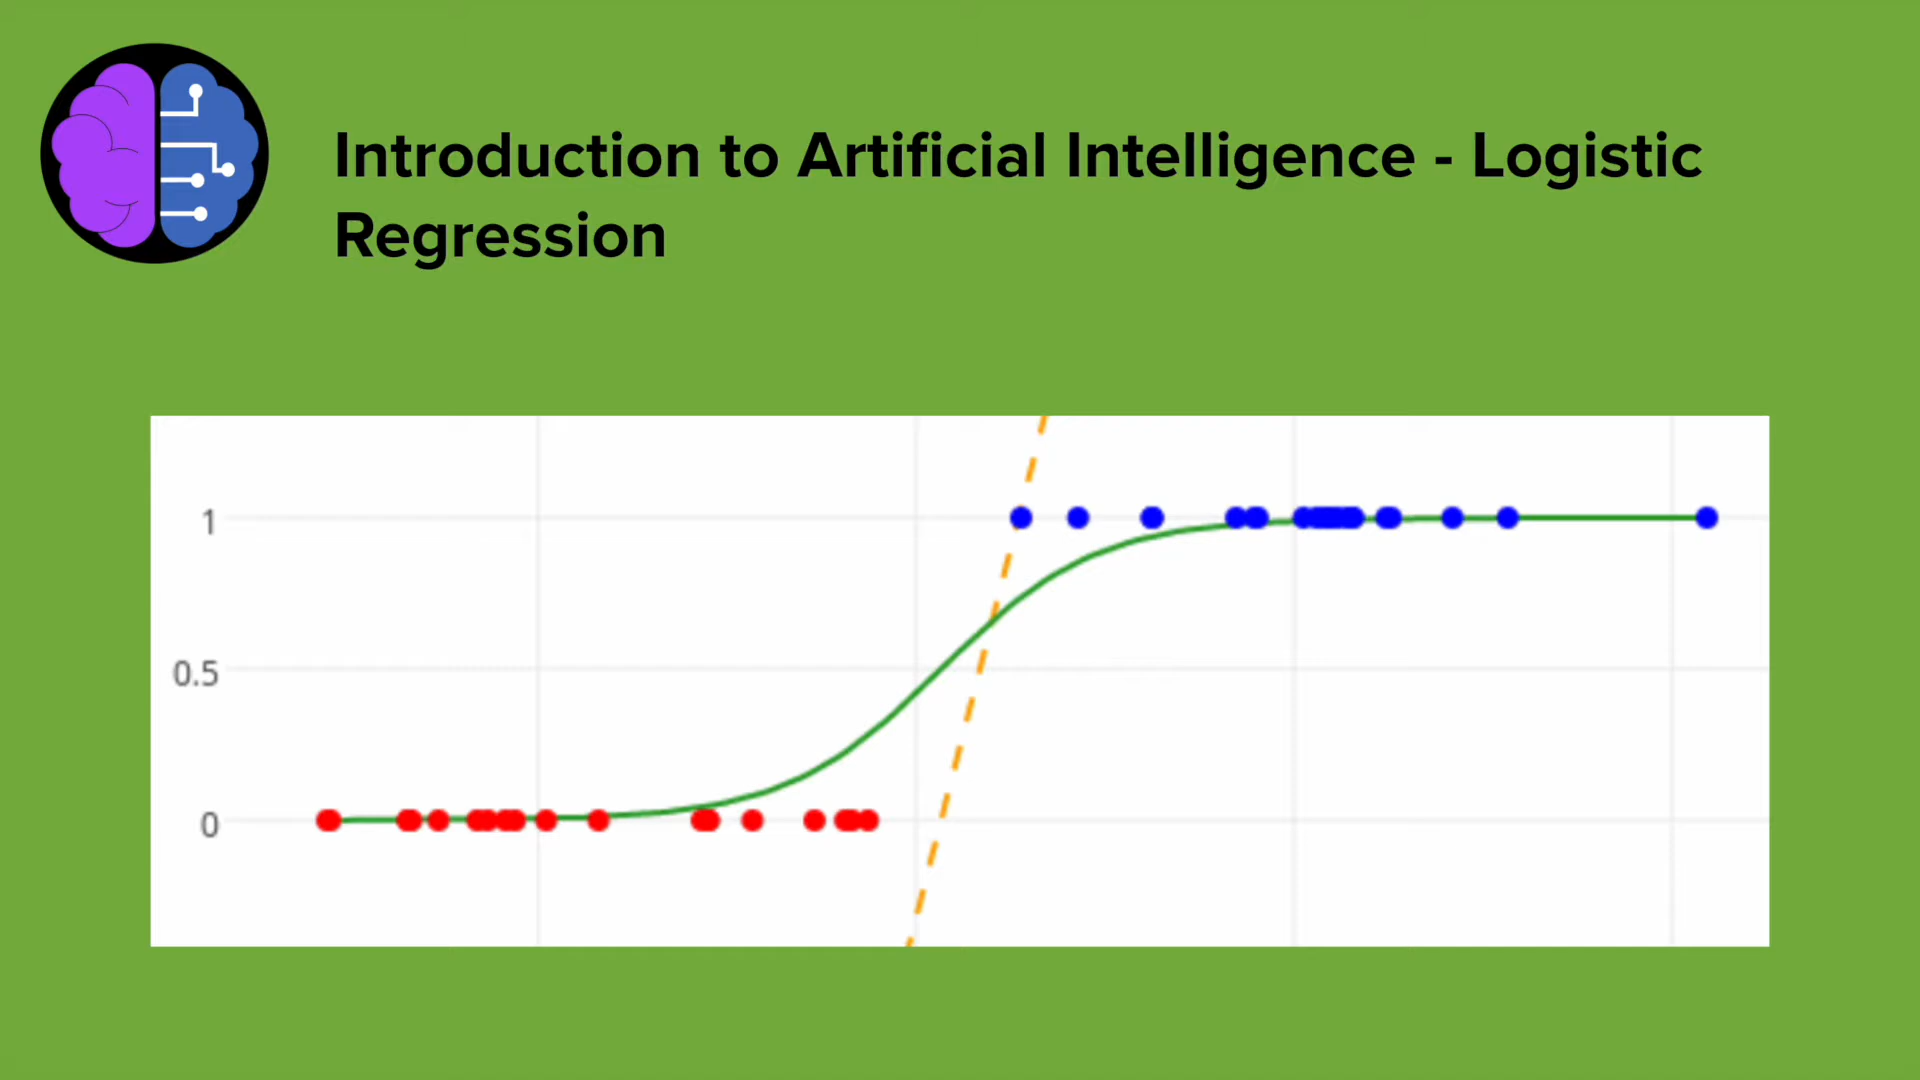 Introduction to Artificial Intelligence - Logistic
Regression
1
0.5
0